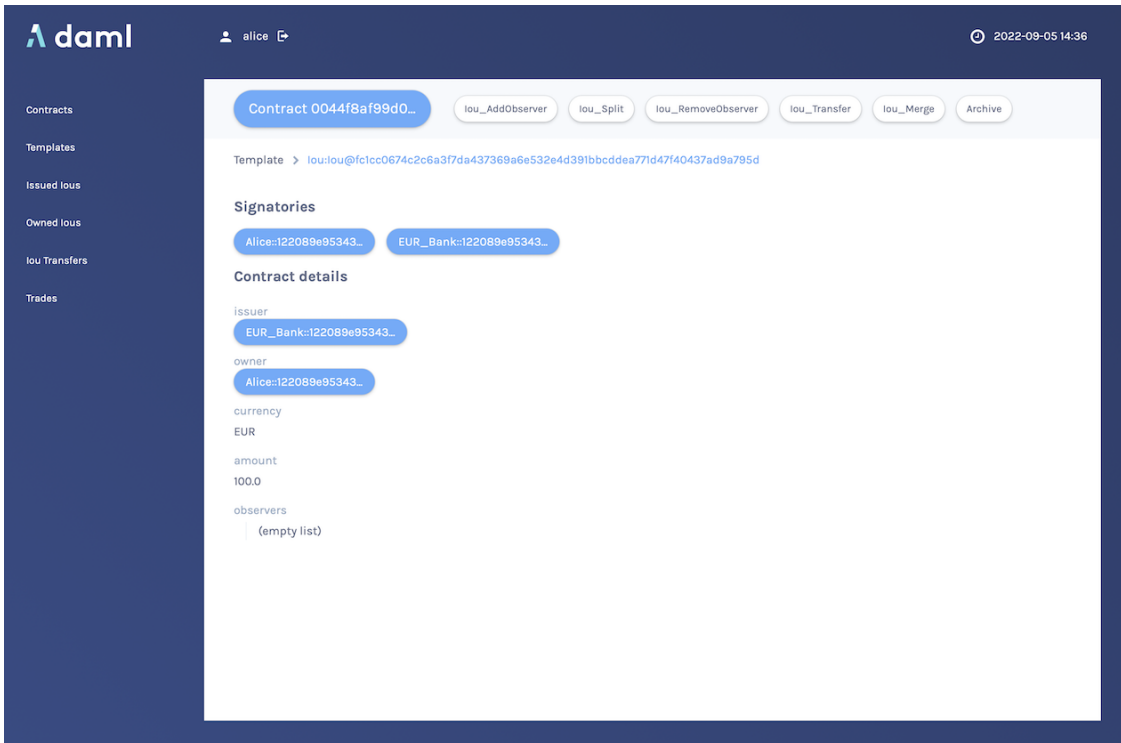 daml
alice
2022-09-05 14:36
Contracts
Templates
Issued Ious
Owned Ious
Iou Transfers
Trades
Contract 0044f8af99d0...
Iou_AddObserver
Iou_Split
Iou_RemoveObserver
Iou_Transfer
Iou_Merge
Archive
Template > Iou:Iou@fc1cc0674c2c6a3f7da437369a6e532e4d391bbcddea771d47f40437ad9a795d
Signatories
Alice::122089e95343... EUR_Bank::122089e95343...
Contract details
issuer
EUR_Bank::122089e95343...
owner
Alice::122089e95343...
currency
EUR
amount
100.0
observers
(empty list)